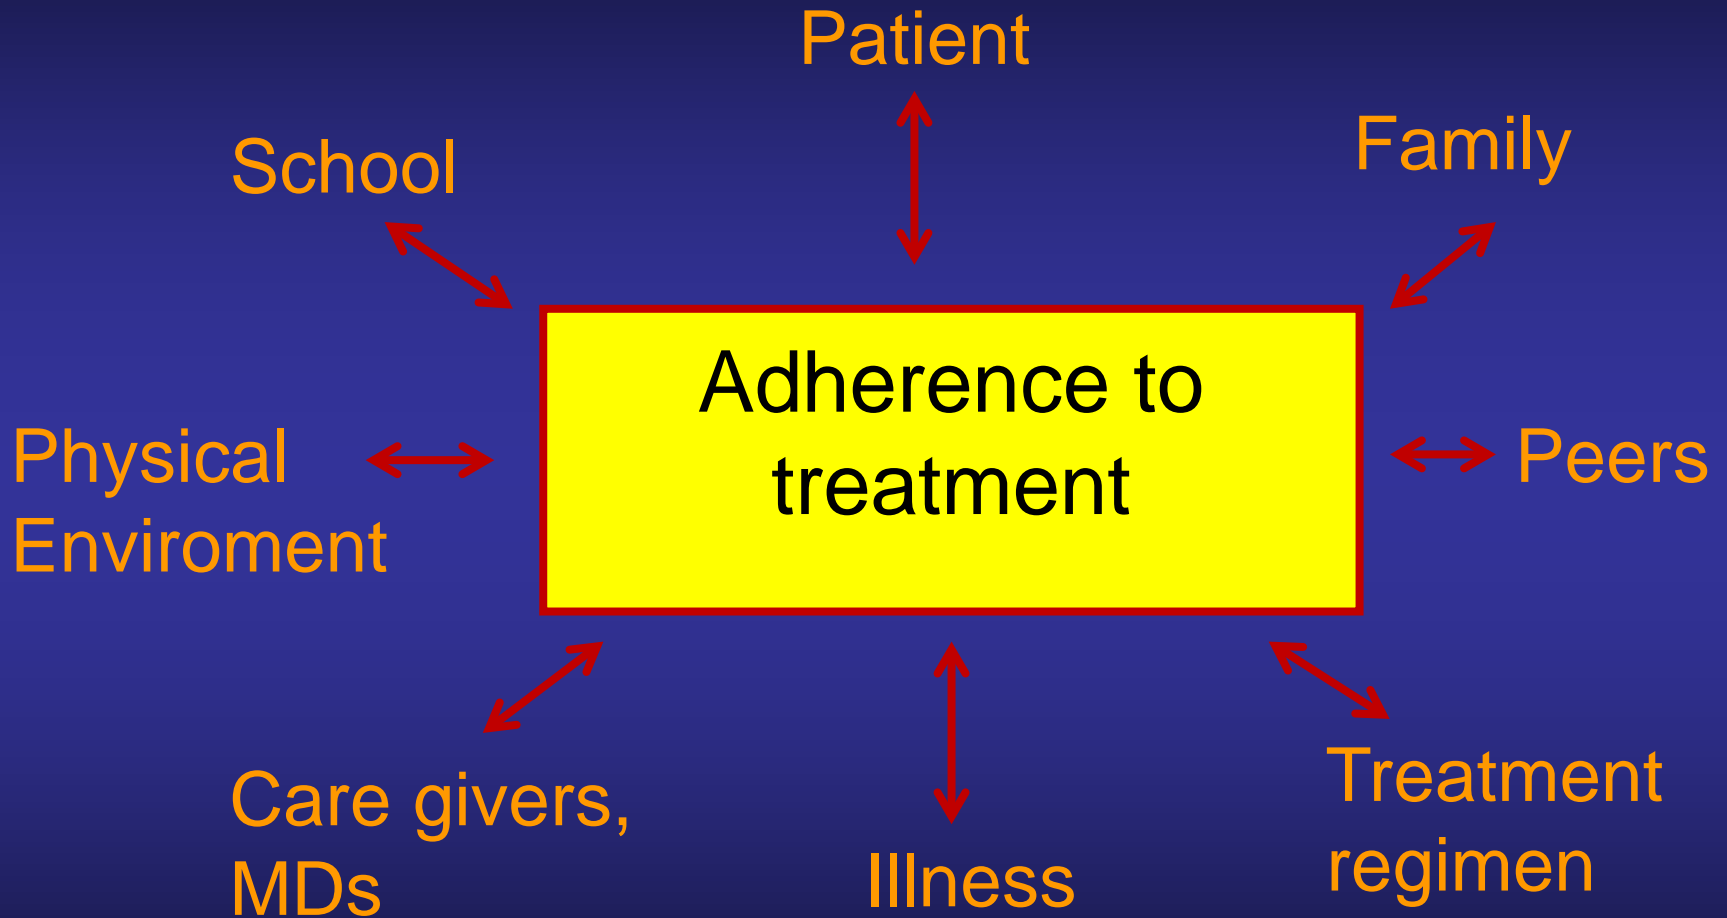 Patient
School
Family
Adherence to
treatment
Physical
Enviroment
Peers
Care givers,
MDs
Illness
Treatment
regimen